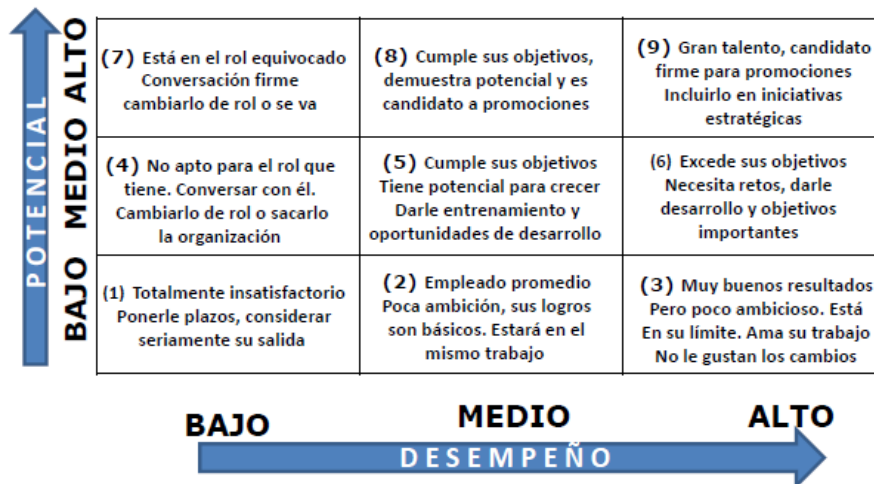 POTENCIAL
ALTO
MEDIO
BAJO
(7) Está en el rol equivocado
Conversación firme
cambiarlo de rol o se va
(8) Cumple sus objetivos,
demuestra potencial y es
candidato a promociones
(9) Gran talento, candidato
firme para promociones
Incluirlo en iniciativas
estratégicas
(4) No apto para el rol que
tiene. Conversar con él.
Cambiarlo de rol o sacarlo
la organización
(5) Cumple sus objetivos
Tiene potencial para crecer
Darle entrenamiento y
oportunidades de desarrollo
(6) Excede sus objetivos
Necesita retos, darle
desarrollo y objetivos
importantes
(1) Totalmente insatisfactorio
Ponerle plazos, considerar
seriamente su salida
(2) Empleado promedio
Poca ambición, sus logros
son básicos. Estará en el
mismo trabajo
(3) Muy buenos resultados
Pero poco ambicioso. Está
En su límite. Ama su trabajo
No le gustan los cambios
BAJO
MEDIO
ALTO
DESEMPEÑO